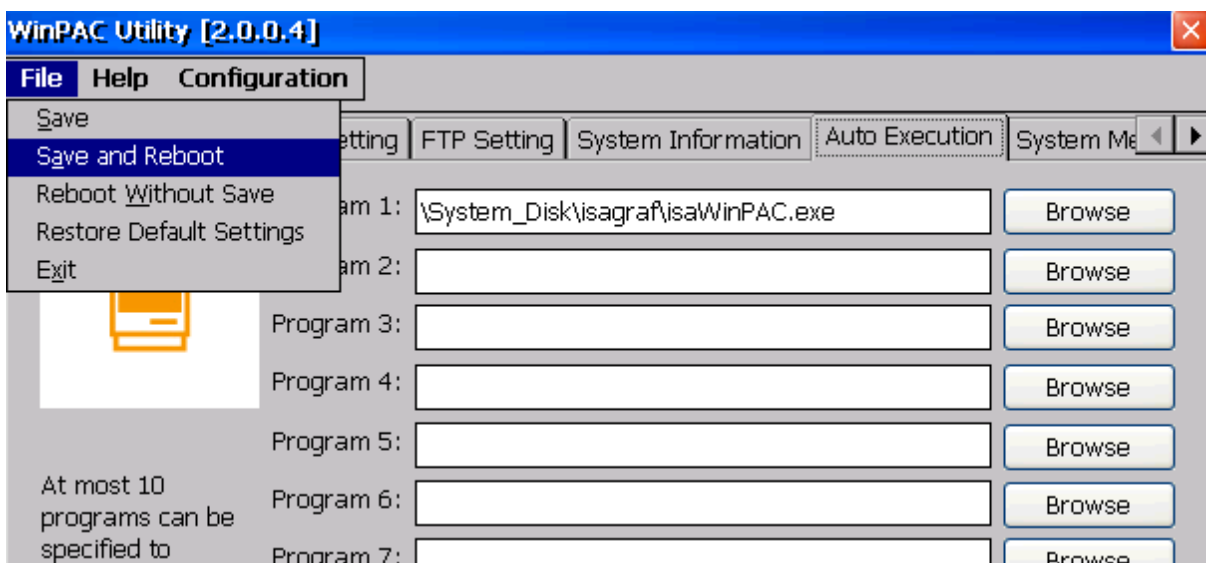 WinPAC Utility [2.0.0.4]
File Help Configuration
Save
Save and Reboot
Reboot Without Save
Restore Default Settings
Exit
etting FTP Setting System Information Auto Execution System Me
am 1: \System_Disk\isagraf\isaWinPAC.exe Browse
am 2: Browse
Program 3: Browse
Program 4: Browse
Program 5: Browse
Program 6: Browse
Program 7: Browse
At most 10
programs can be
specified to